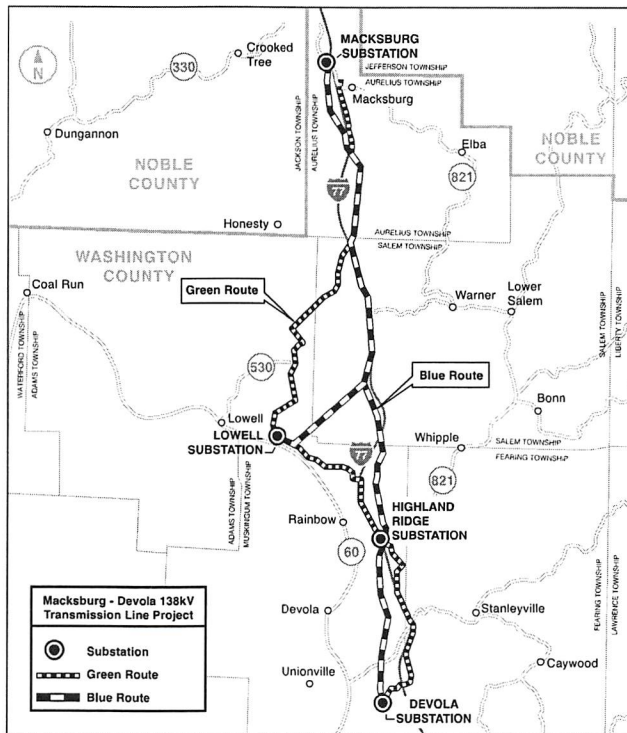 MACKSBURG
SUBSTATION
JEFFERSON TOWNSHIP
AURELIUS TOWNSHIP
Crooked
Tree
330
N
Macksburg
Dungannon
JACKSON TOWNSHIP
AURELIUS TOWNSHIP
Elba
NOBLE
COUNTY
821
NOBLE
COUNTY
77
Honesty
AURELIUS TOWNSHIP
SALEM TOWNSHIP
WASHINGTON
COUNTY
Coal Run
Green Route
Warner
Lower
Salem
WATERFORD TOWNSHIP
ADAMS TOWNSHIP
SALEM TOWNSHIP
LIBERTY TOWNSHIP
530
Blue Route
Bonn
Lowell
LOWELL
SUBSTATION
77
Whipple
SALEM TOWNSHIP
FEARING TOWNSHIP
821
ADAMS TOWNSHIP
MUSKINGUM TOWNSHIP
Rainbow
HIGHLAND
RIDGE
SUBSTATION
60
Macksburg - Devola 138kV
Transmission Line Project
Substation
Green Route
Blue Route
Devola
Stanleyville
FEARING TOWNSHIP
LAWRENCE TOWNSHIP
Unionville
Caywood
DEVOLA
SUBSTATION